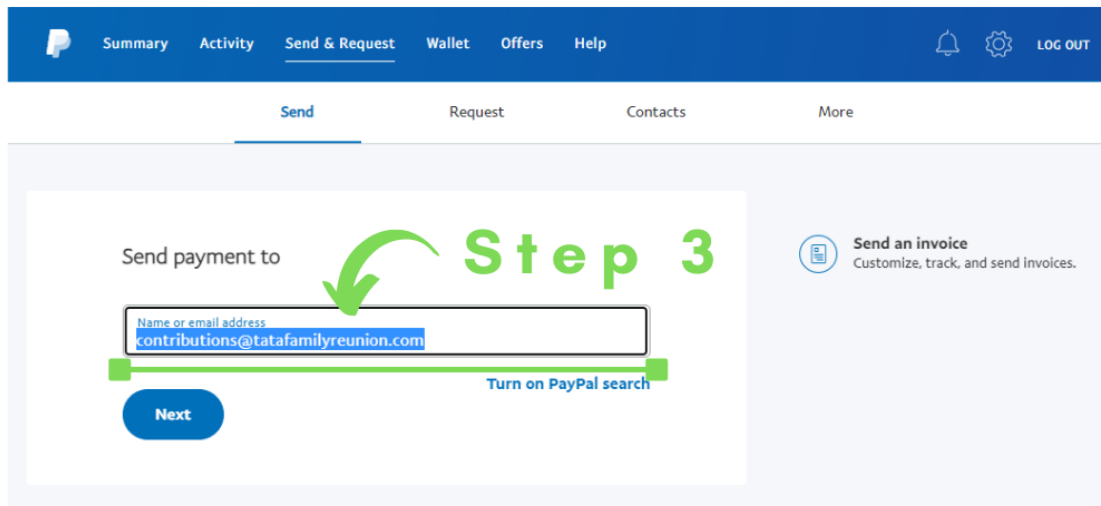 Summary Activity Send & Request Wallet Offers Help LOG OUT
Send Request Contacts More
Send payment to
Step 3
Name or email address
contributions@tatafamilyreunion.com
Turn on PayPal search
Next
Send an invoice
Customize, track, and send invoices.